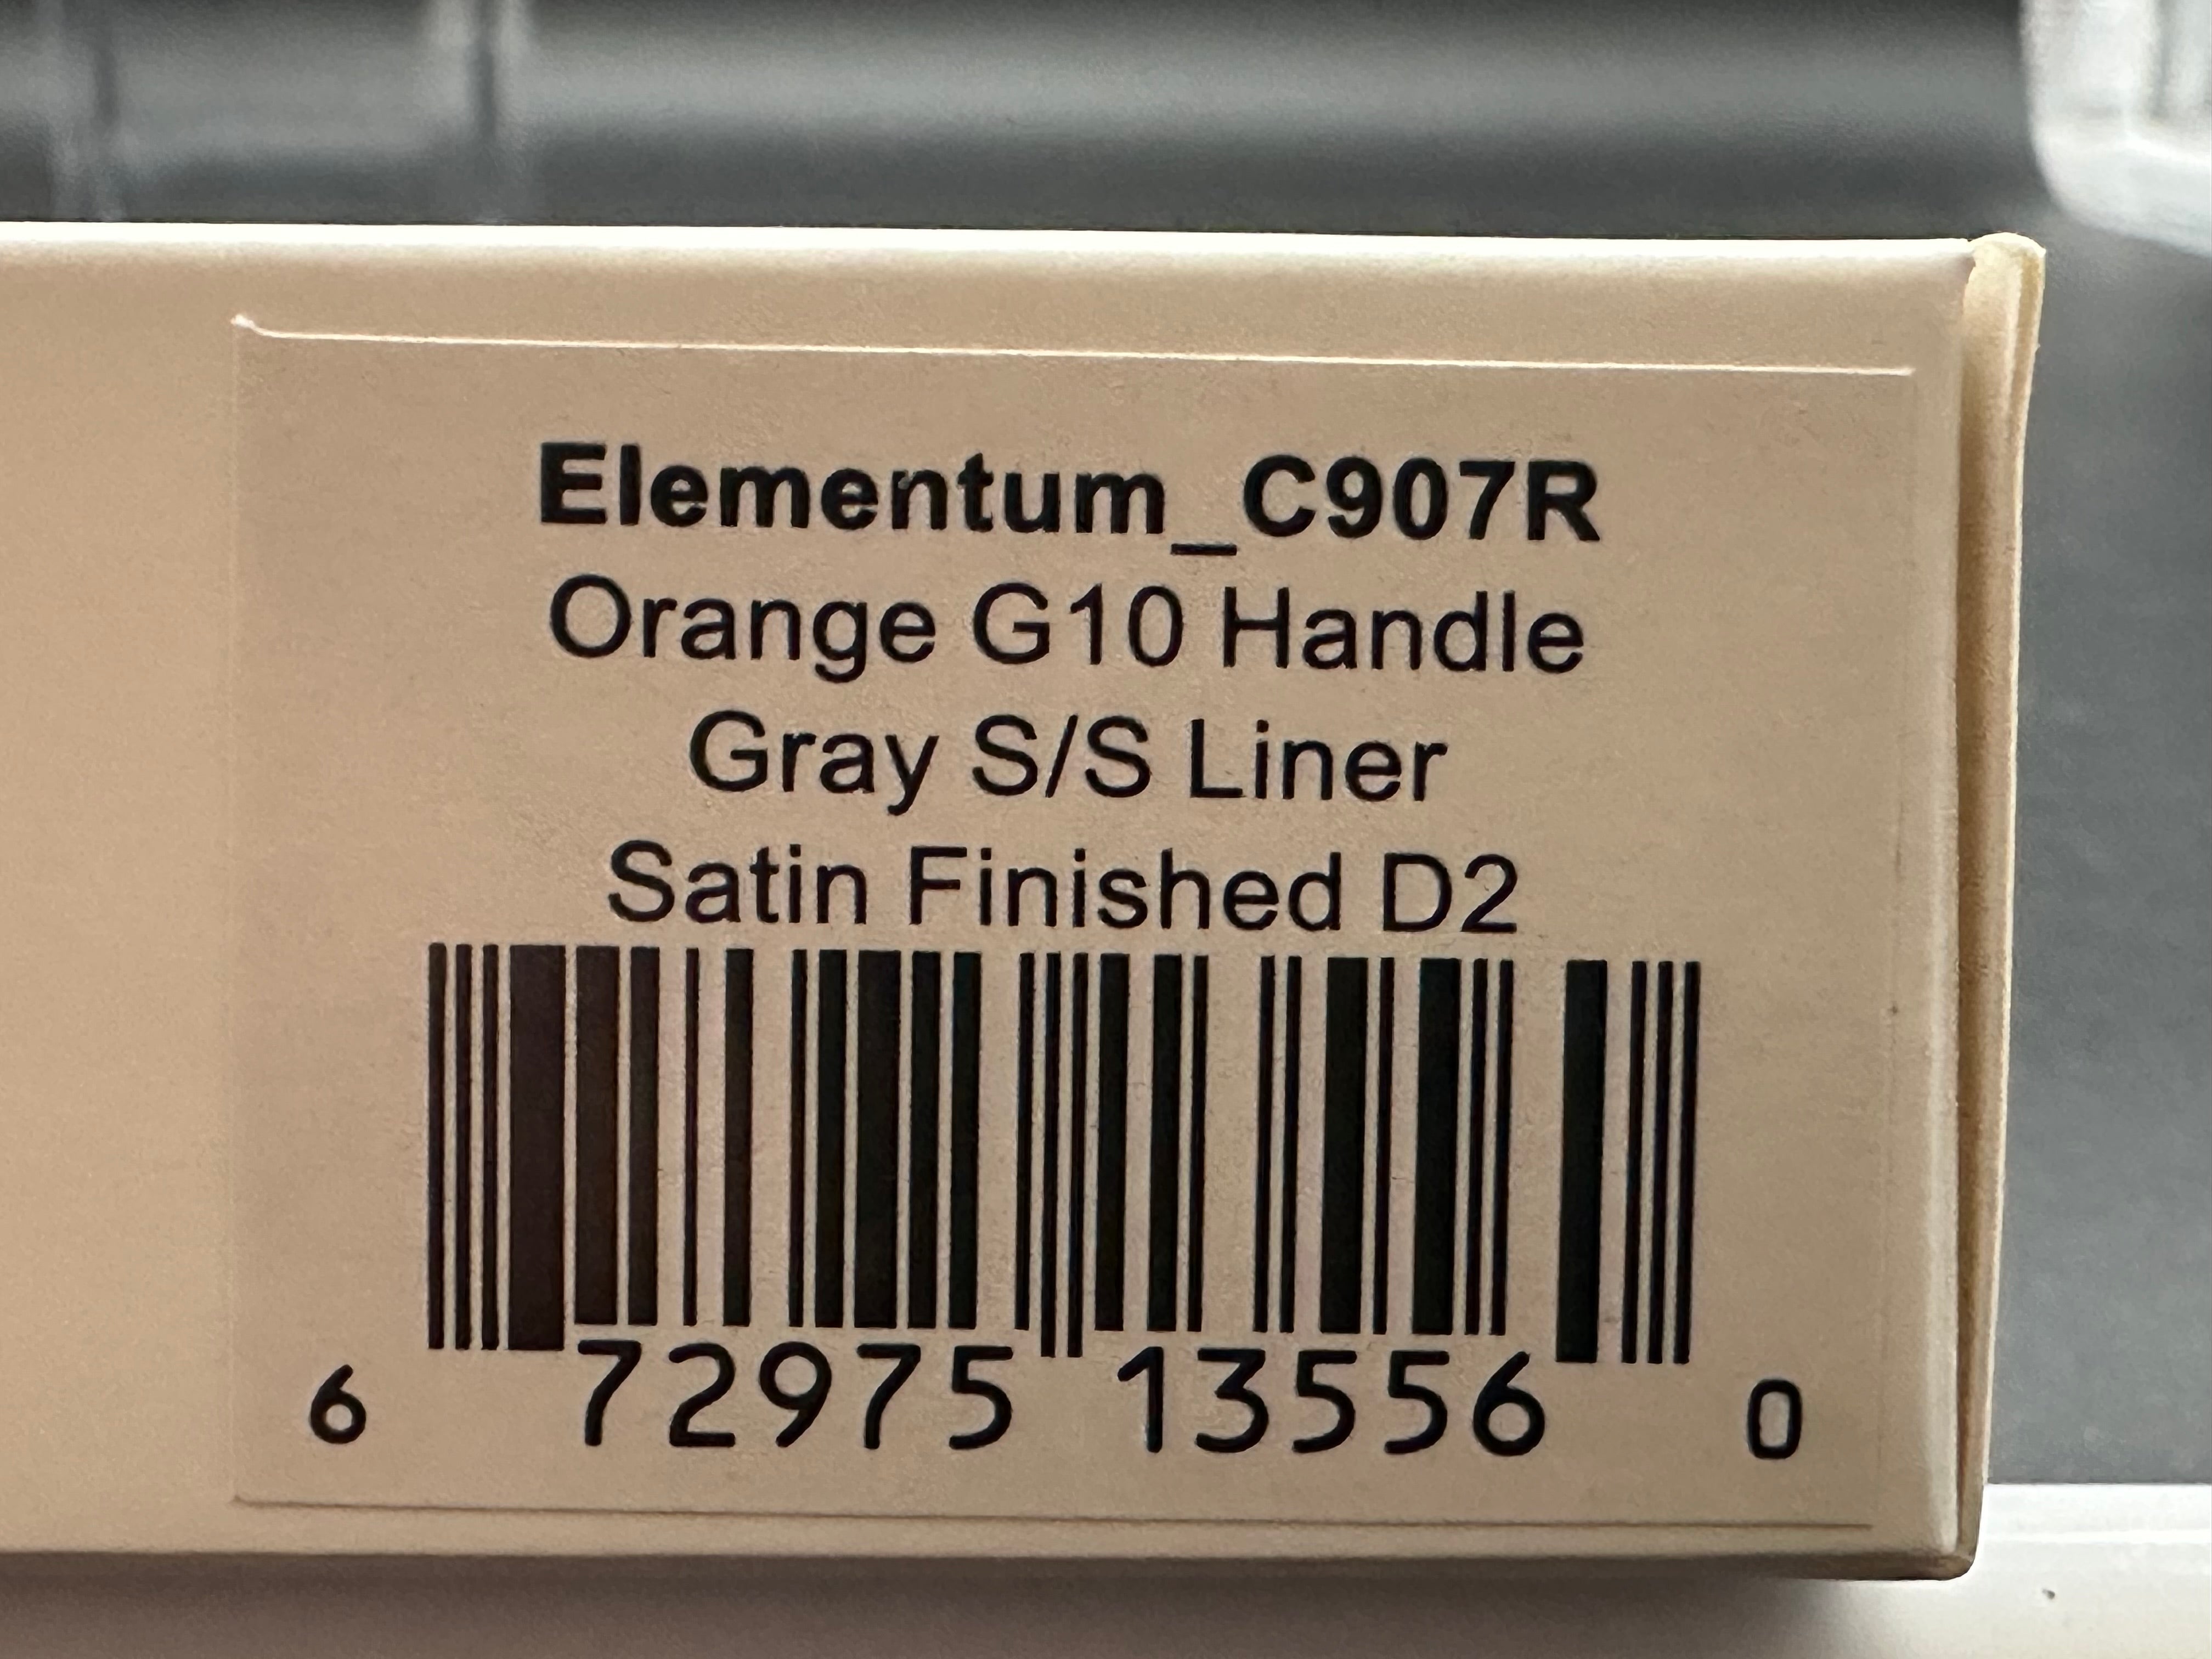 Elementum_C907R
Orange G10 Handle
Gray S/S Liner
Satin Finished D2
6 72975 13556 0